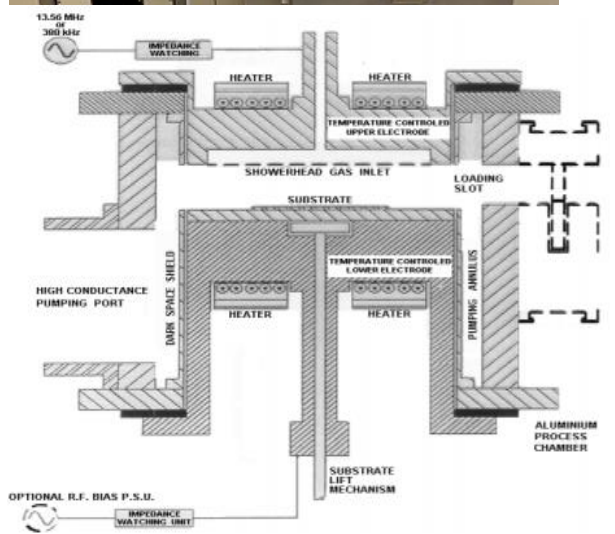 13.56 MHz
or
380 kHz
IMPEDANCE
WATCHING
HEATER
HEATER
TEMPERATURE CONTROLED
UPPER ELECTRODE
SHOWERHEAD GAS INLET
LOADING
SLOT
SUBSTRATE
TEMPERATURE CONTROLED
LOWER ELECTRODE
HIGH CONDUCTANCE
PUMPING PORT
DARK SPACE SHIELD
HEATER
HEATER
PUMPING ANNULUS
ALUMINIUM
PROCESS
CHAMBER
SUBSTRATE
LIFT
MECHANISM
OPTIONAL R.F. BIAS P.S.U.
IMPEDANCE
WATCHING UNIT